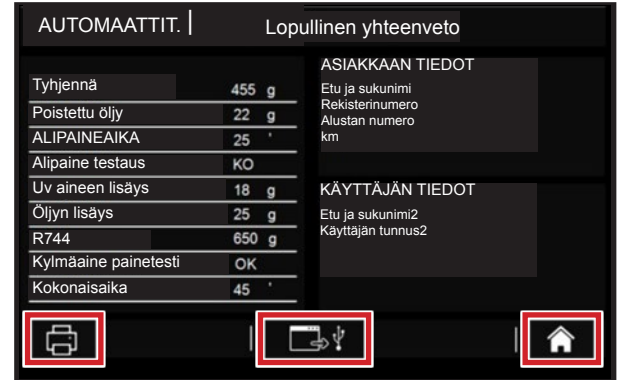 AUTOMAATTIT. Lopullinen yhteenveto
Tyhjennä 455 g
Poistettu öljy 22 g
ALIPAINEAIKA 25 '
Alipaine testaus KO
Uv aineen lisäys 18 g
Öljyn lisäys 25 g
R744 650 g
Kylmäaine painetesti OK
Kokonaisaika 45 '
ASIAKKAAN TIEDOT
Etu ja sukunimi
Rekisterinumero
Alustan numero
km
KÄYTTÄJÄN TIEDOT
Etu ja sukunimi2
Käyttäjän tunnus2